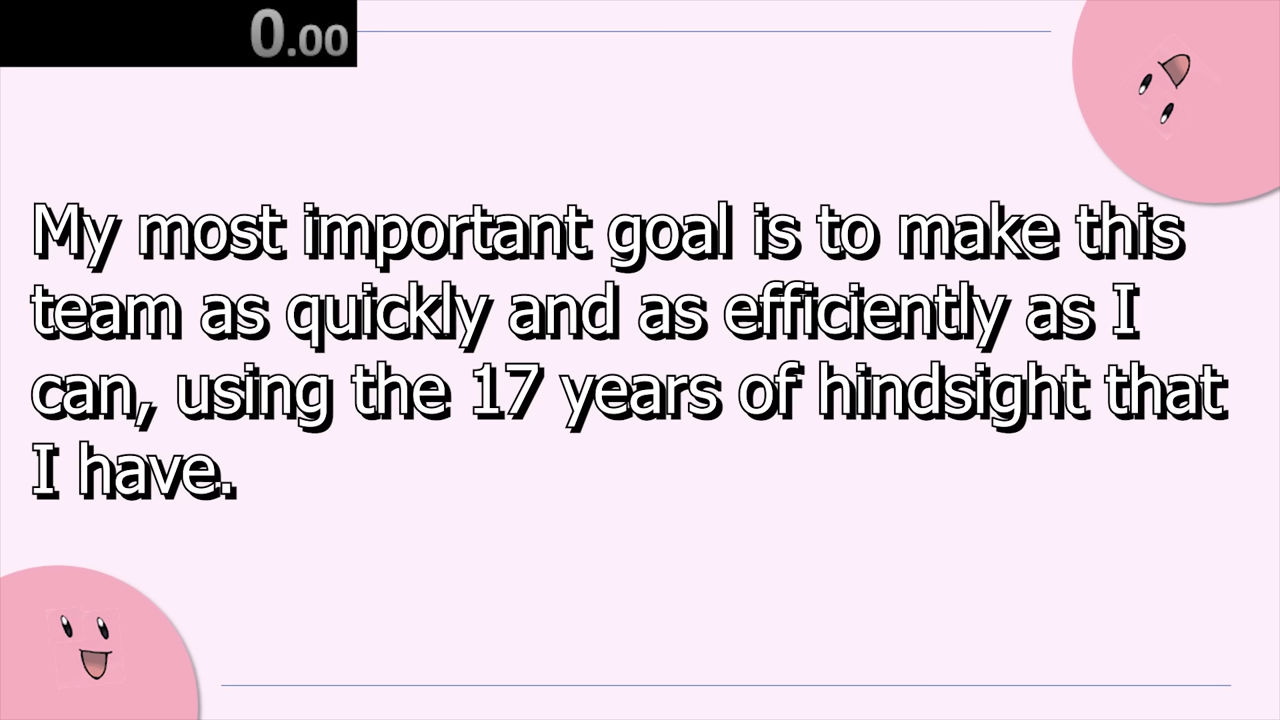 0.00
My most important goal is to make this
team as quickly and as efficiently as I
can, using the 17 years of hindsight that
I have.